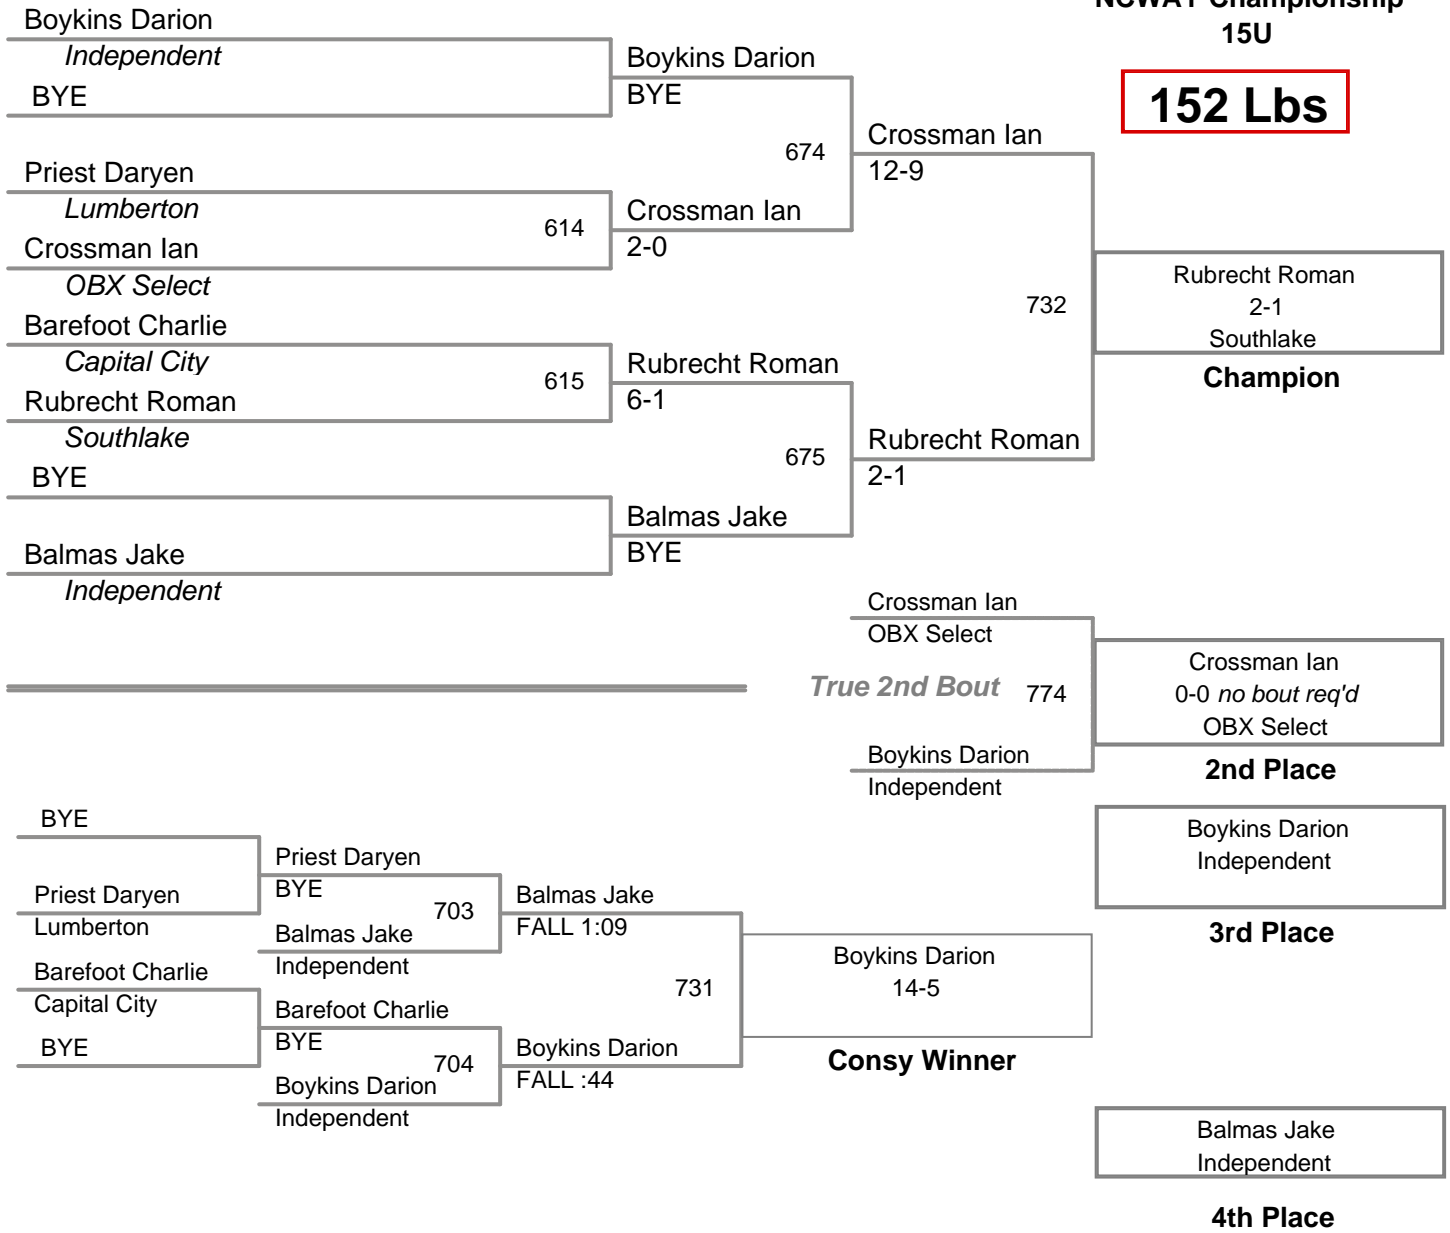 NCWAY Championship
15U
152 Lbs
Boykins Darion
Independent
BYE
Boykins Darion
BYE
Priest Daryen
Lumberton
614
Crossman Ian
OBX Select
Crossman Ian
2-0
674
Crossman Ian
12-9
Barefoot Charlie
Capital City
615
Rubrecht Roman
Southlake
Rubrecht Roman
6-1
BYE
Balmas Jake
Independent
Balmas Jake
BYE
675
Rubrecht Roman
2-1
732
Rubrecht Roman
2-1
Southlake
Champion
Crossman Ian
OBX Select
True 2nd Bout
774
Boykins Darion
Independent
Crossman Ian
0-0 no bout req'd
OBX Select
2nd Place
Boykins Darion
Independent
3rd Place
BYE
Priest Daryen
Lumberton
Priest Daryen
BYE
703
Balmas Jake
Independent
Balmas Jake
FALL 1:09
Barefoot Charlie
Capital City
BYE
Barefoot Charlie
BYE
704
Boykins Darion
Independent
Boykins Darion
FALL :44
731
Boykins Darion
14-5
Consy Winner
Balmas Jake
Independent
4th Place